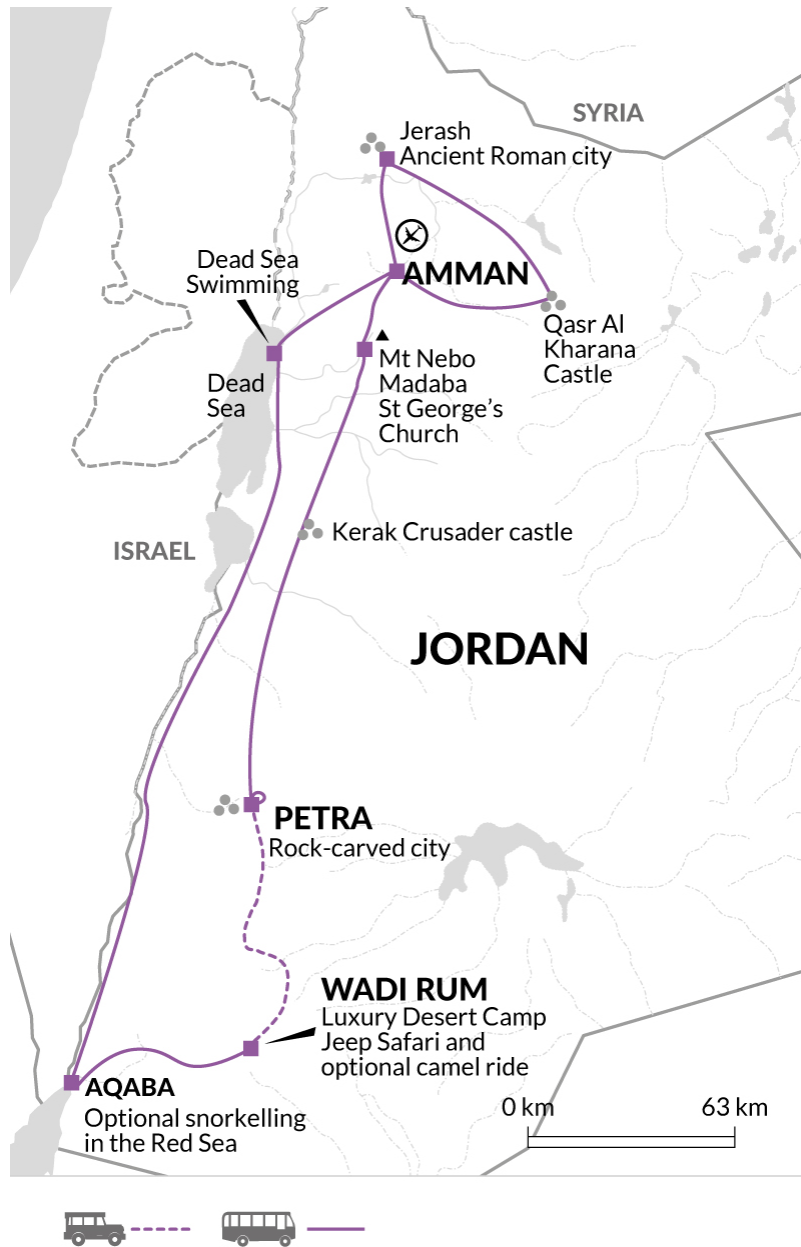 SYRIA
Jerash
Ancient Roman city
AMMAN
Dead Sea
Swimming
Qasr Al
Kharana
Castle
Mt Nebo
Madaba
St George’s
Church
Dead
Sea
Kerak Crusader castle
ISRAEL
JORDAN
PETRA
Rock-carved city
WADI RUM
Luxury Desert Camp
Jeep Safari and
optional camel ride
AQABA
Optional snorkelling
in the Red Sea
0 km 63 km